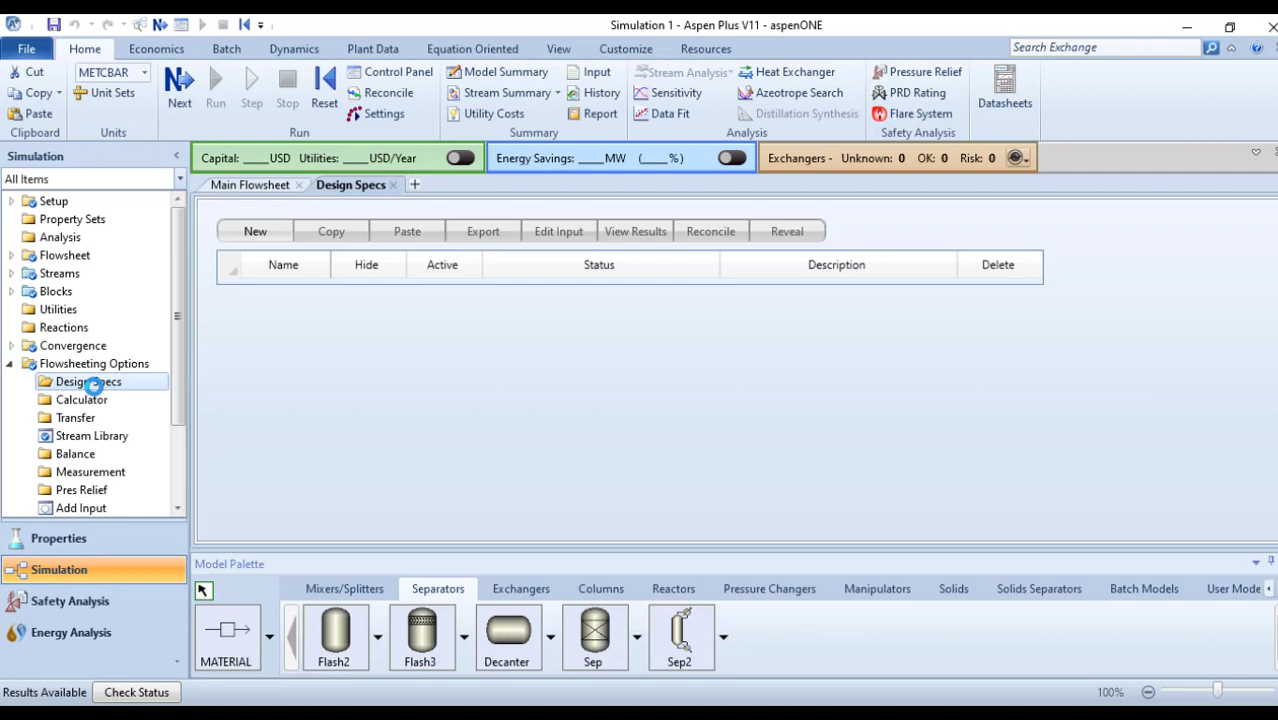 Simulation 1 - Aspen Plus V11 - aspenONE
File Home Economics Batch Dynamics Plant Data Equation Oriented View Customize Resources Search Exchange
Cut METCBAR Next Run Step Stop Reset Control Panel Model Summary Input Stream Analysis Heat Exchanger Pressure Relief Datasheets
Copy Unit Sets Reconcile Stream Summary History Sensitivity Azeotrope Search PRD Rating
Paste Settings Utility Costs Report Data Fit Distillation Synthesis Flare System
Clipboard Units Run Summary Analysis Safety Analysis
Simulation
Capital: ____USD Utilities: ____USD/Year Energy Savings: ____MW (____%) Exchangers - Unknown: 0 OK: 0 Risk: 0
All Items
Main Flowsheet Design Specs +
Setup
Property Sets
Analysis
Flowsheet
Streams
Blocks
Utilities
Reactions
Convergence
Flowsheeting Options
Design Specs
Calculator
Transfer
Stream Library
Balance
Measurement
Pres Relief
Add Input
New Copy Paste Export Edit Input View Results Reconcile Reveal
Name Hide Active Status Description Delete
Properties
Simulation
Safety Analysis
Energy Analysis
Model Palette
Mixers/Splitters Separators Exchangers Columns Reactors Pressure Changers Manipulators Solids Solids Separators Batch Models User Mode
MATERIAL Flash2 Flash3 Decanter Sep Sep2
Results Available Check Status 100%